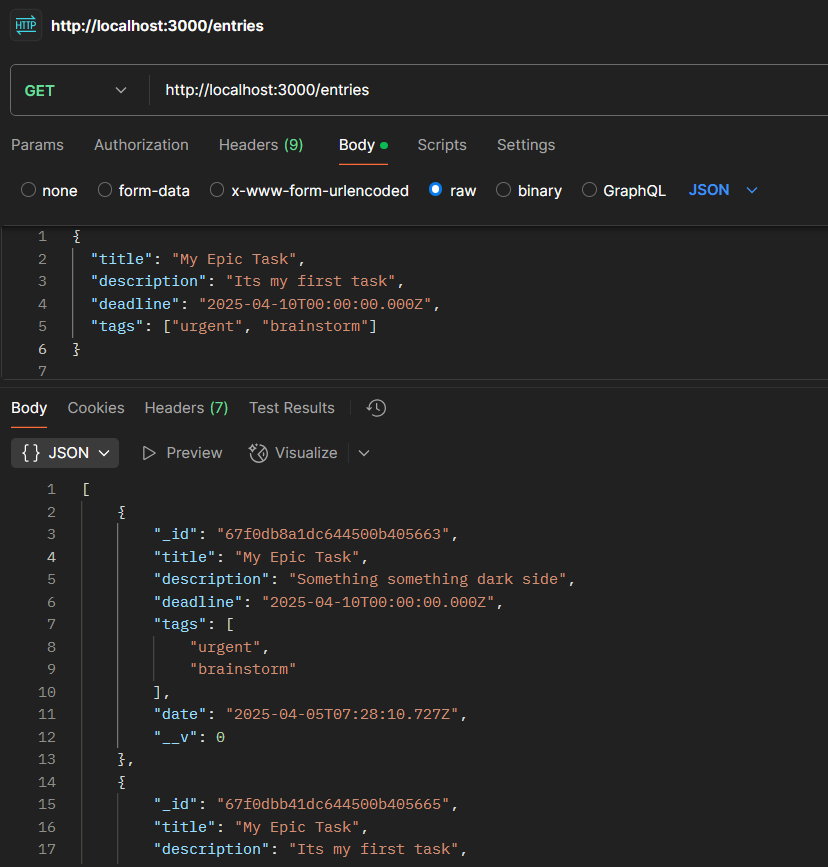 HTTP http://localhost:3000/entries
GET http://localhost:3000/entries
Params Authorization Headers (9) Body Scripts Settings
none form-data x-www-form-urlencoded raw binary GraphQL JSON
1 {
2 "title": "My Epic Task",
3 "description": "Its my first task",
4 "deadline": "2025-04-10T00:00:00.000Z",
5 "tags": ["urgent", "brainstorm"]
6 }
7
Body Cookies Headers (7) Test Results
{} JSON Preview Visualize
1 [
2 {
3 "_id": "67f0db8a1dc644500b405663",
4 "title": "My Epic Task",
5 "description": "Something something dark side",
6 "deadline": "2025-04-10T00:00:00.000Z",
7 "tags": [
8 "urgent",
9 "brainstorm"
10 ],
11 "date": "2025-04-05T07:28:10.727Z",
12 "__v": 0
13 },
14 {
15 "_id": "67f0dbb41dc644500b405665",
16 "title": "My Epic Task",
17 "description": "Its my first task",